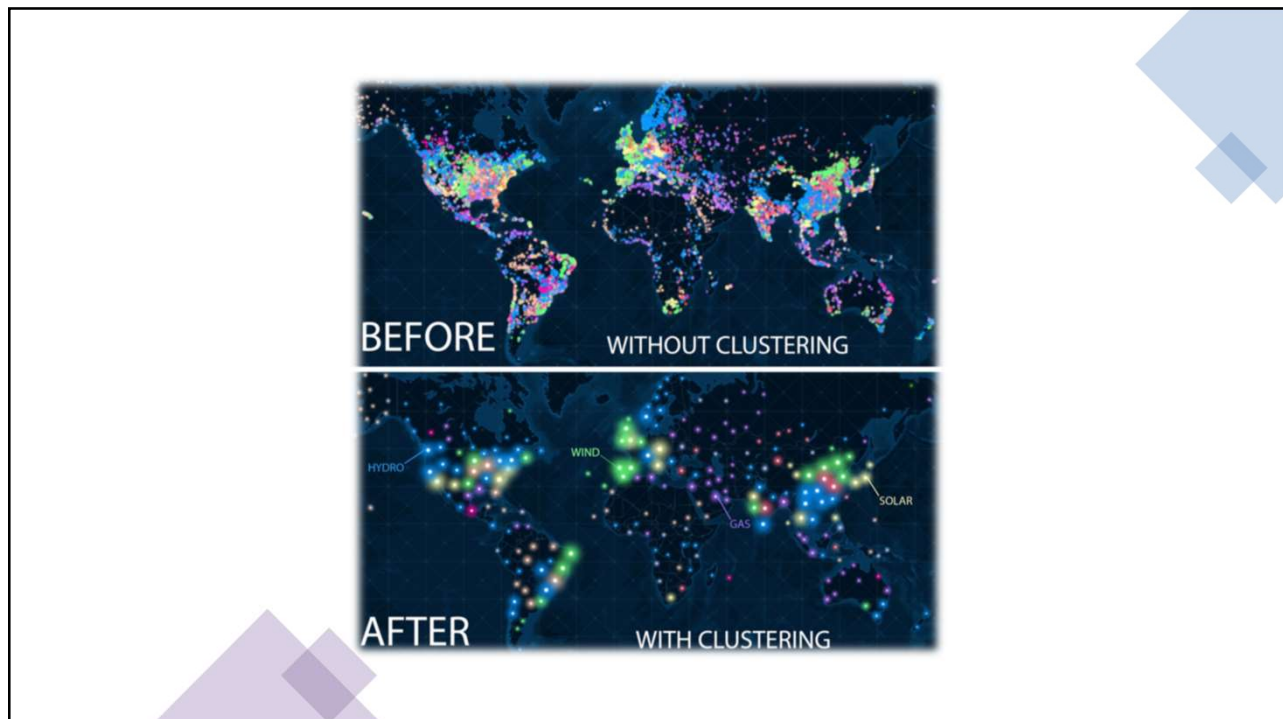 BEFORE
WITHOUT CLUSTERING
HYDRO
WIND
GAS
SOLAR
AFTER
WITH CLUSTERING